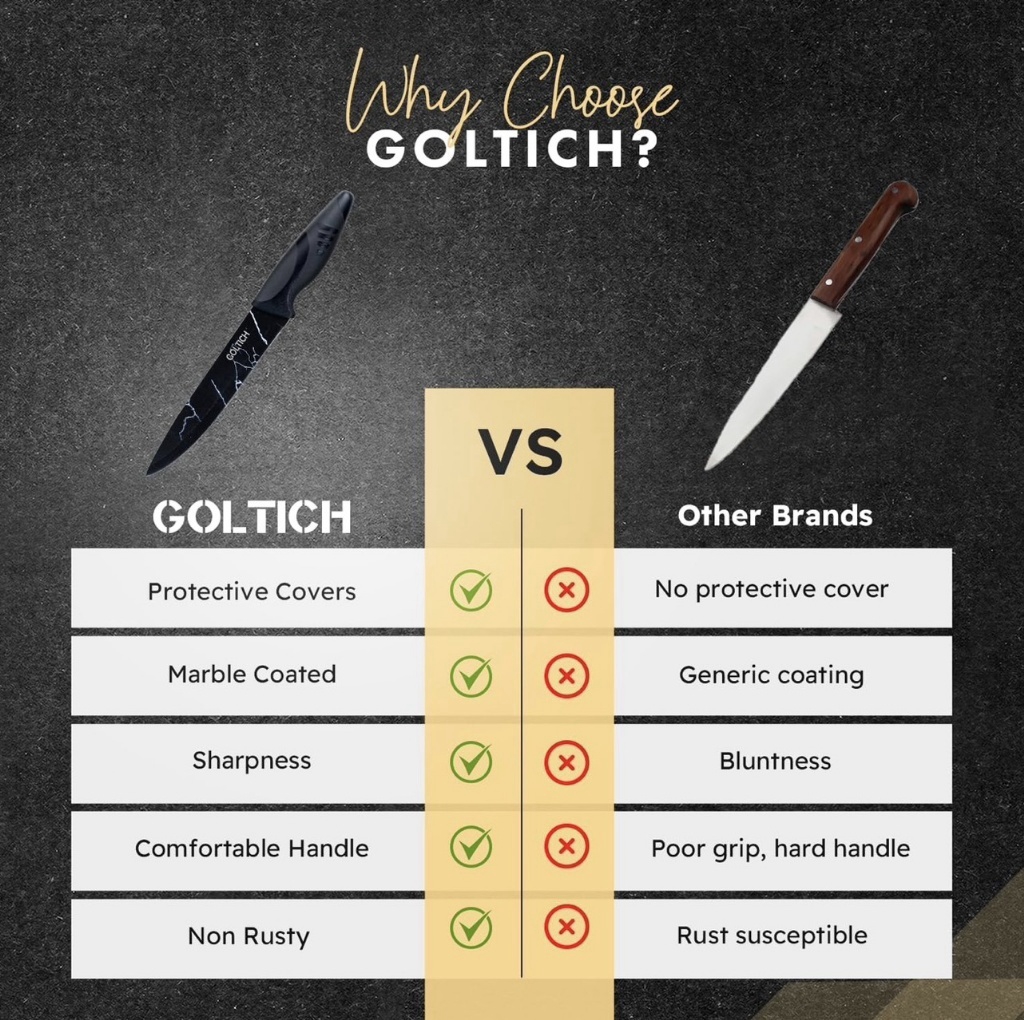 Why Choose
GOLTICH?
GOLTICH
VS
GOLTICH
Other Brands
Protective Covers
No protective cover
Marble Coated
Generic coating
Sharpness
Bluntness
Comfortable Handle
Poor grip, hard handle
Non Rusty
Rust susceptible